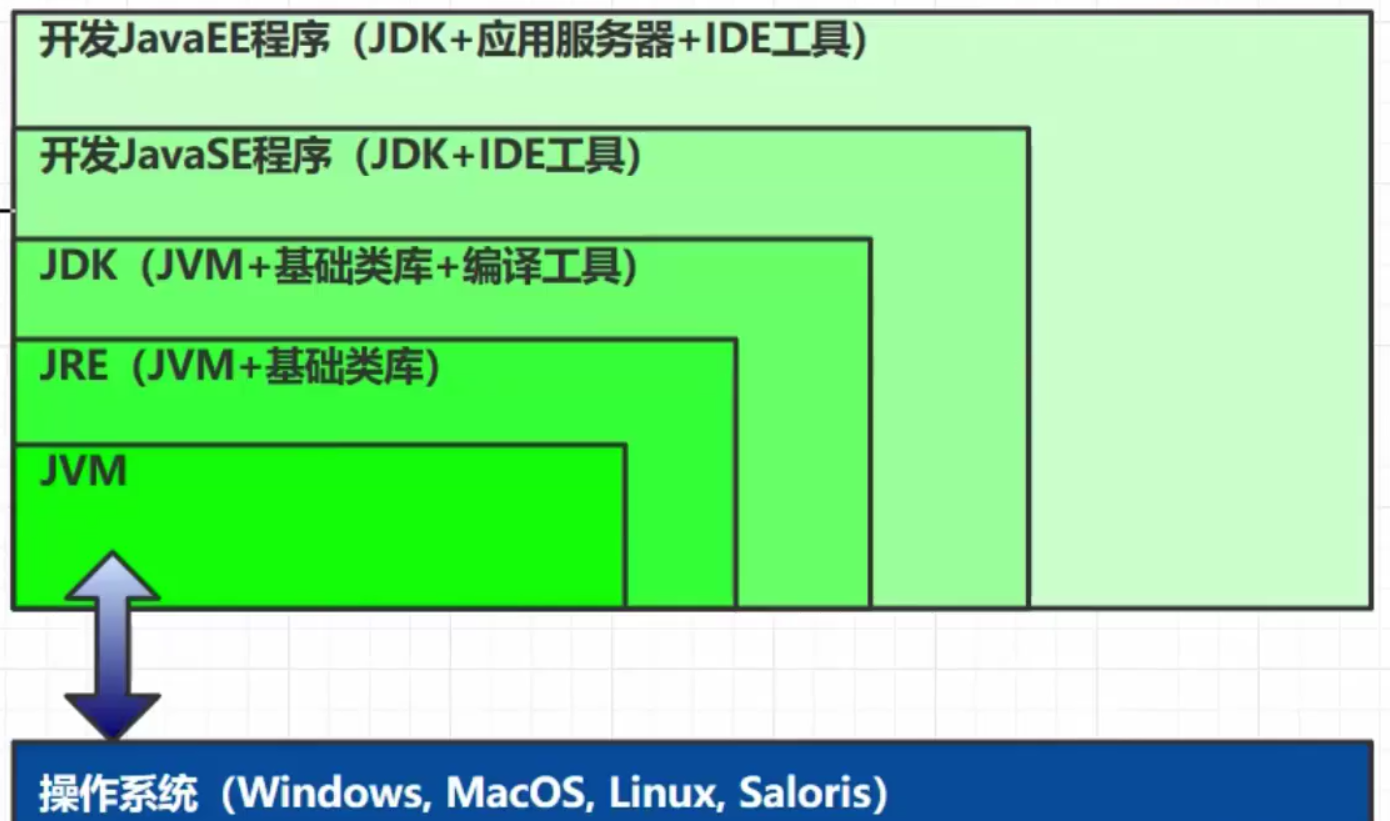 开发JavaEE程序（JDK+应用服务器+IDE工具）
开发JavaSE程序（JDK+IDE工具）
JDK（JVM+基础类库+编译工具）
JRE（JVM+基础类库）
JVM
操作系统（Windows, MacOS, Linux, Saloris）